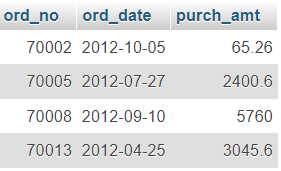 ord_no ord_date purch_amt
70002 2012-10-05 65.26
70005 2012-07-27 2400.6
70008 2012-09-10 5760
70013 2012-04-25 3045.6